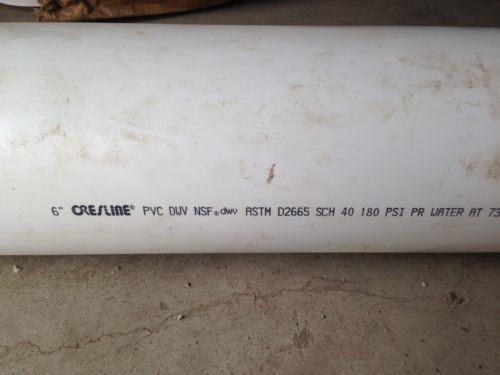 6" CRESLINE® PVC DWV NSF®dwv ASTM D2665 SCH 40 180 PSI PR WATER AT 73